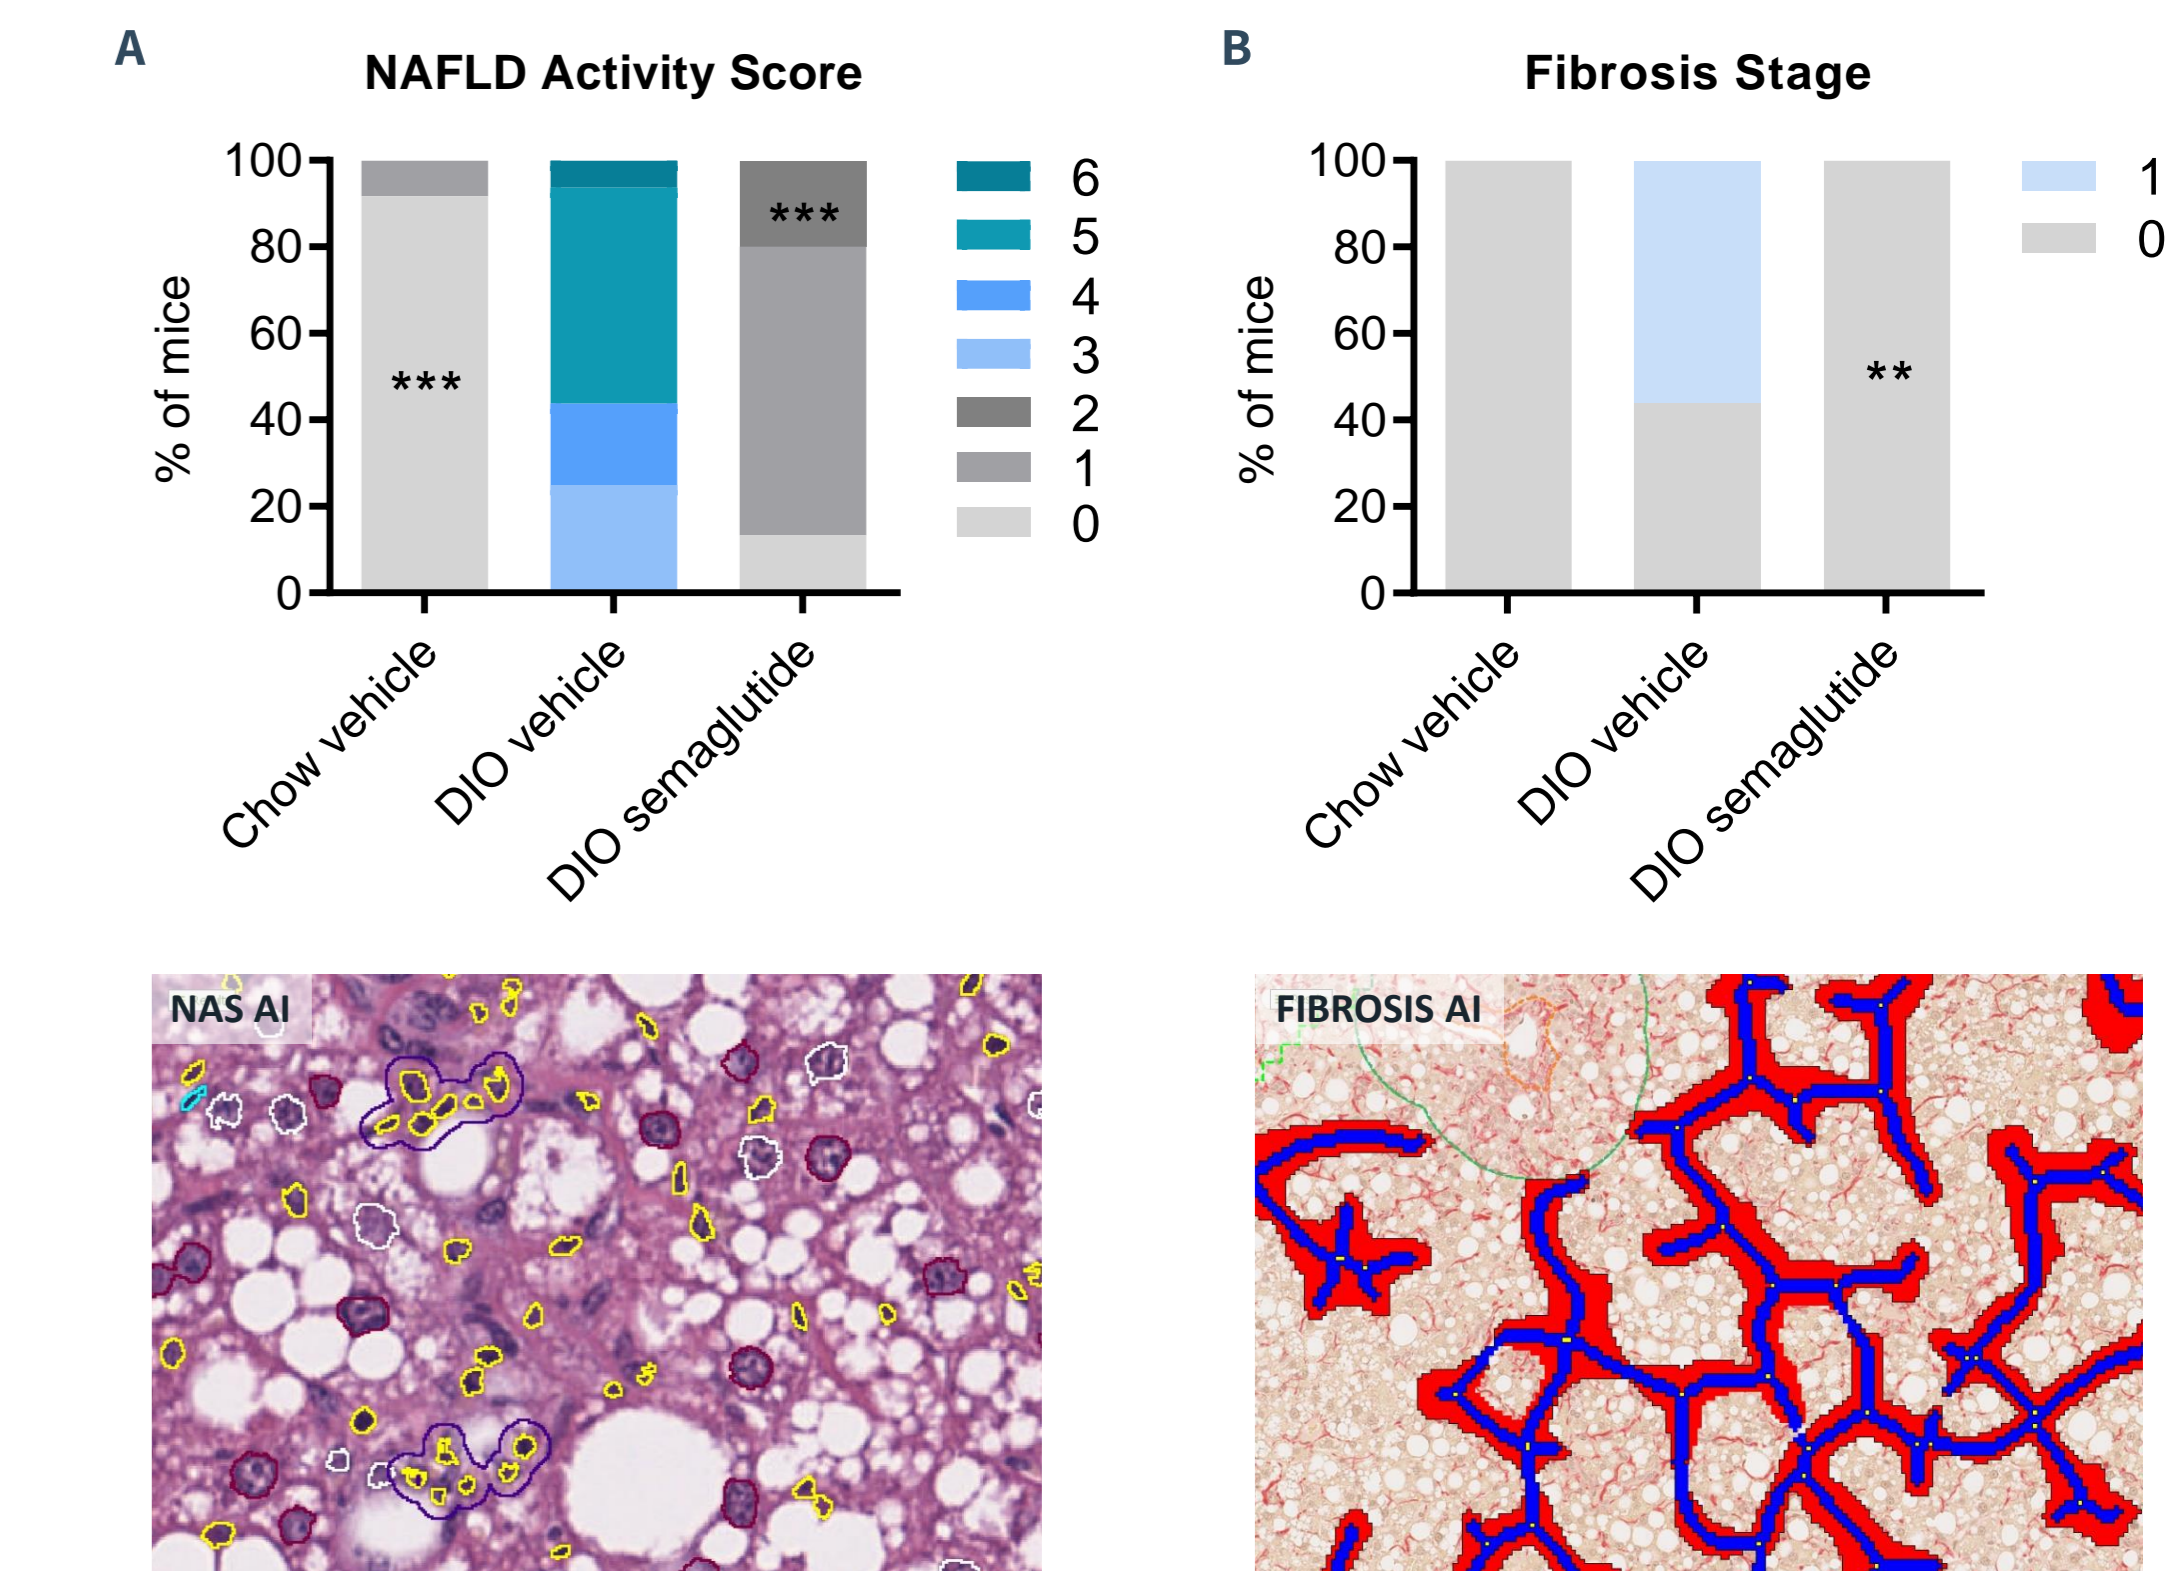 A
NAFLD Activity Score
% of mice
100
80
60
40
20
0
***
***
6
5
4
3
2
1
0
Chow vehicle
DIO vehicle
DIO semaglutide
B
Fibrosis Stage
% of mice
100
80
60
40
20
0
**
1
0
Chow vehicle
DIO vehicle
DIO semaglutide
NAS AI
FIBROSIS AI